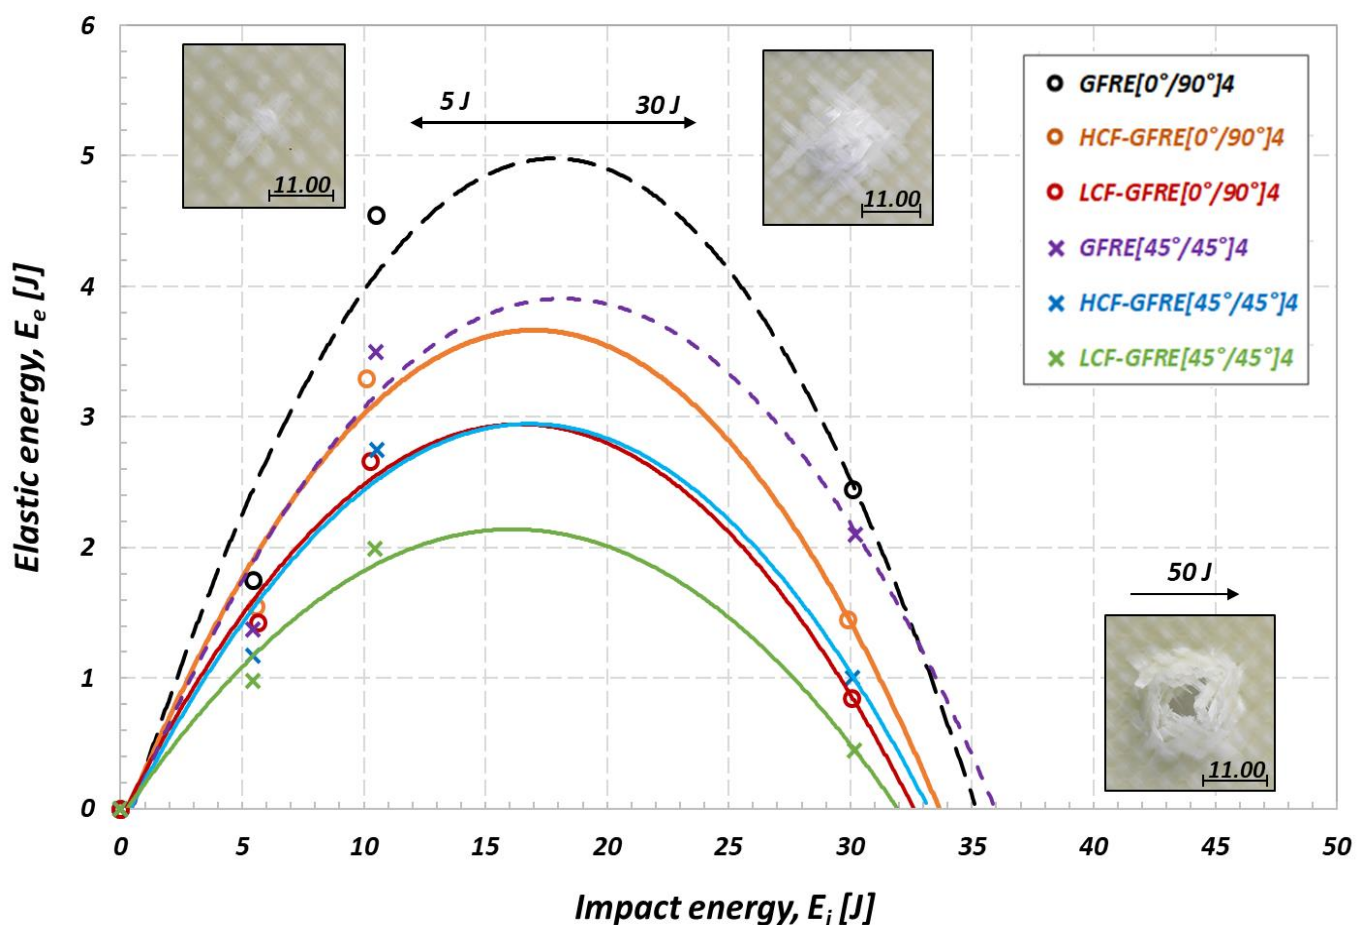 6
5 J
30 J
11.00
11.00
GFRE[0°/90°]4
HCF-GFRE[0°/90°]4
LCF-GFRE[0°/90°]4
GFRE[45°/45°]4
HCF-GFRE[45°/45°]4
LCF-GFRE[45°/45°]4
5
4
3
2
1
0
Elastic energy, Ee [J]
50 J
11.00
0 5 10 15 20 25 30 35 40 45 50
Impact energy, Ei [J]